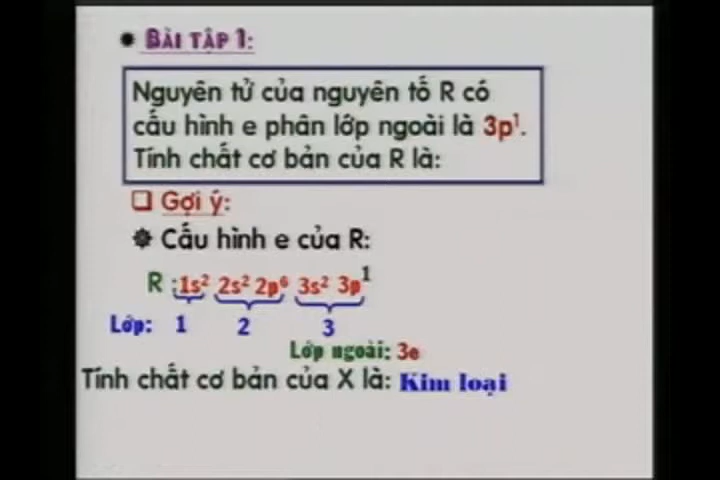 BÀI TẬP 1:
Nguyên tử của nguyên tố R có
cấu hình e phân lớp ngoài là 3p¹.
Tính chất cơ bản của R là:
Gợi ý:
Cấu hình e của R:
R :1s² 2s² 2p⁶ 3s² 3p¹
Lớp: 1 2 3
Lớp ngoài: 3e
Tính chất cơ bản của X là: Kim loại